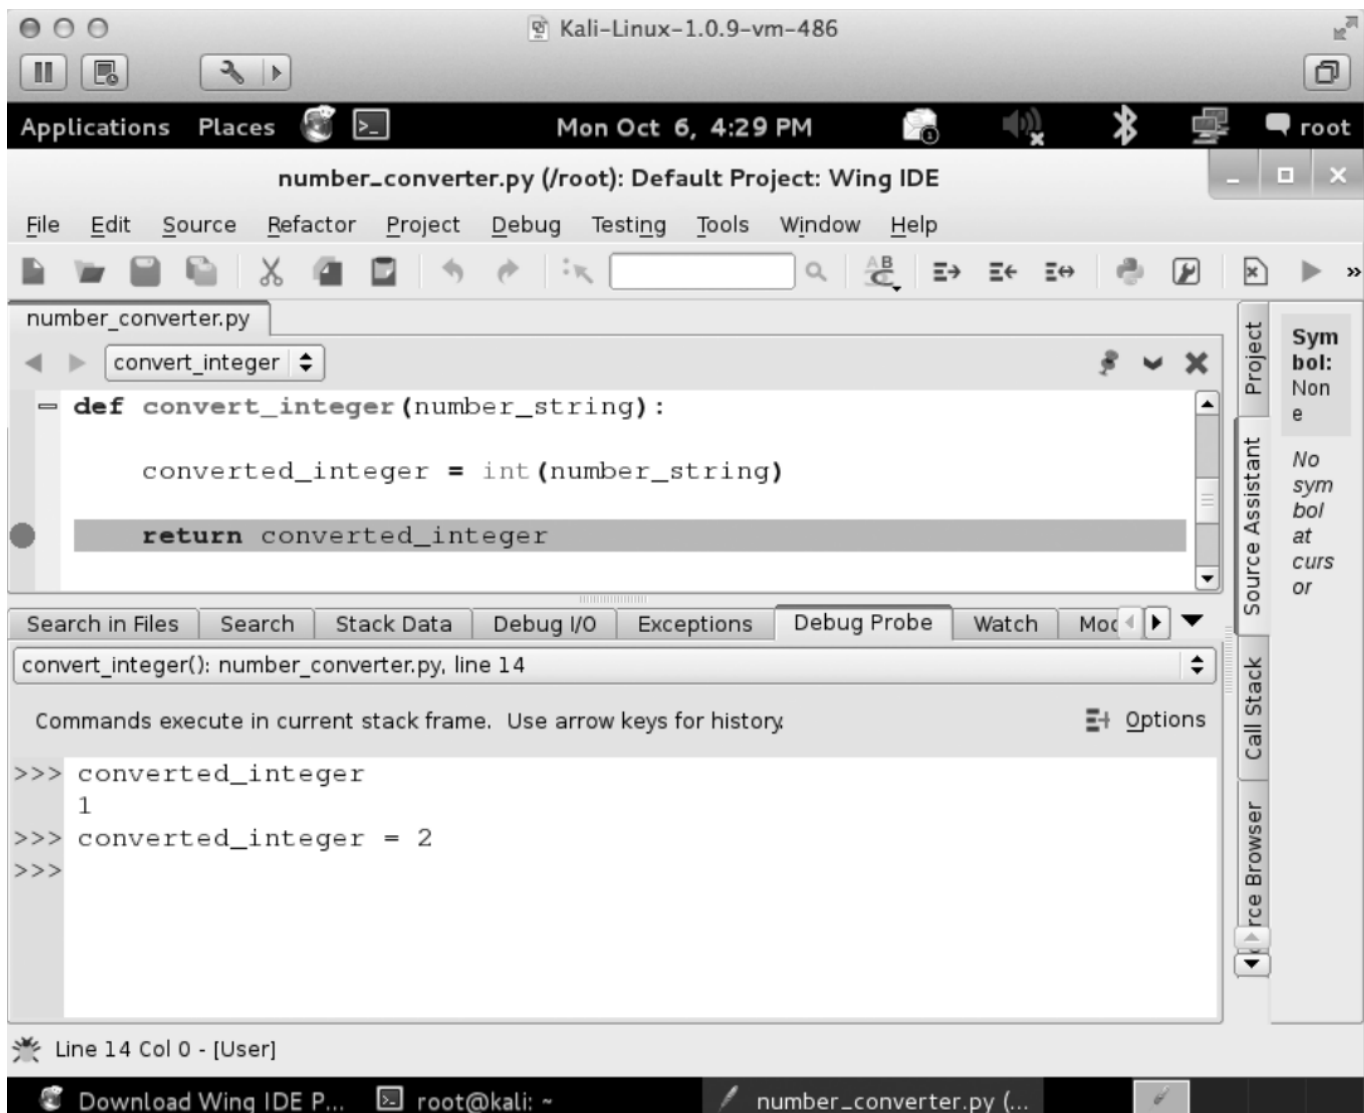 Kali-Linux-1.0.9-vm-486
Applications Places Mon Oct 6, 4:29 PM root
number_converter.py (/root): Default Project: Wing IDE
File Edit Source Refactor Project Debug Testing Tools Window Help
number_converter.py
convert_integer
def convert_integer(number_string):
converted_integer = int(number_string)
return converted_integer
Project
Source Assistant
Call Stack
rce Browser
Sym
bol:
Non
e
No
sym
bol
at
curs
or
Search in Files Search Stack Data Debug I/O Exceptions Debug Probe Watch Moc
convert_integer(): number_converter.py, line 14
Commands execute in current stack frame. Use arrow keys for history.
Options
>>> converted_integer
1
>>> converted_integer = 2
>>>
Line 14 Col 0 - [User]
Download Wing IDE P... root@kali: ~ number_converter.py (...